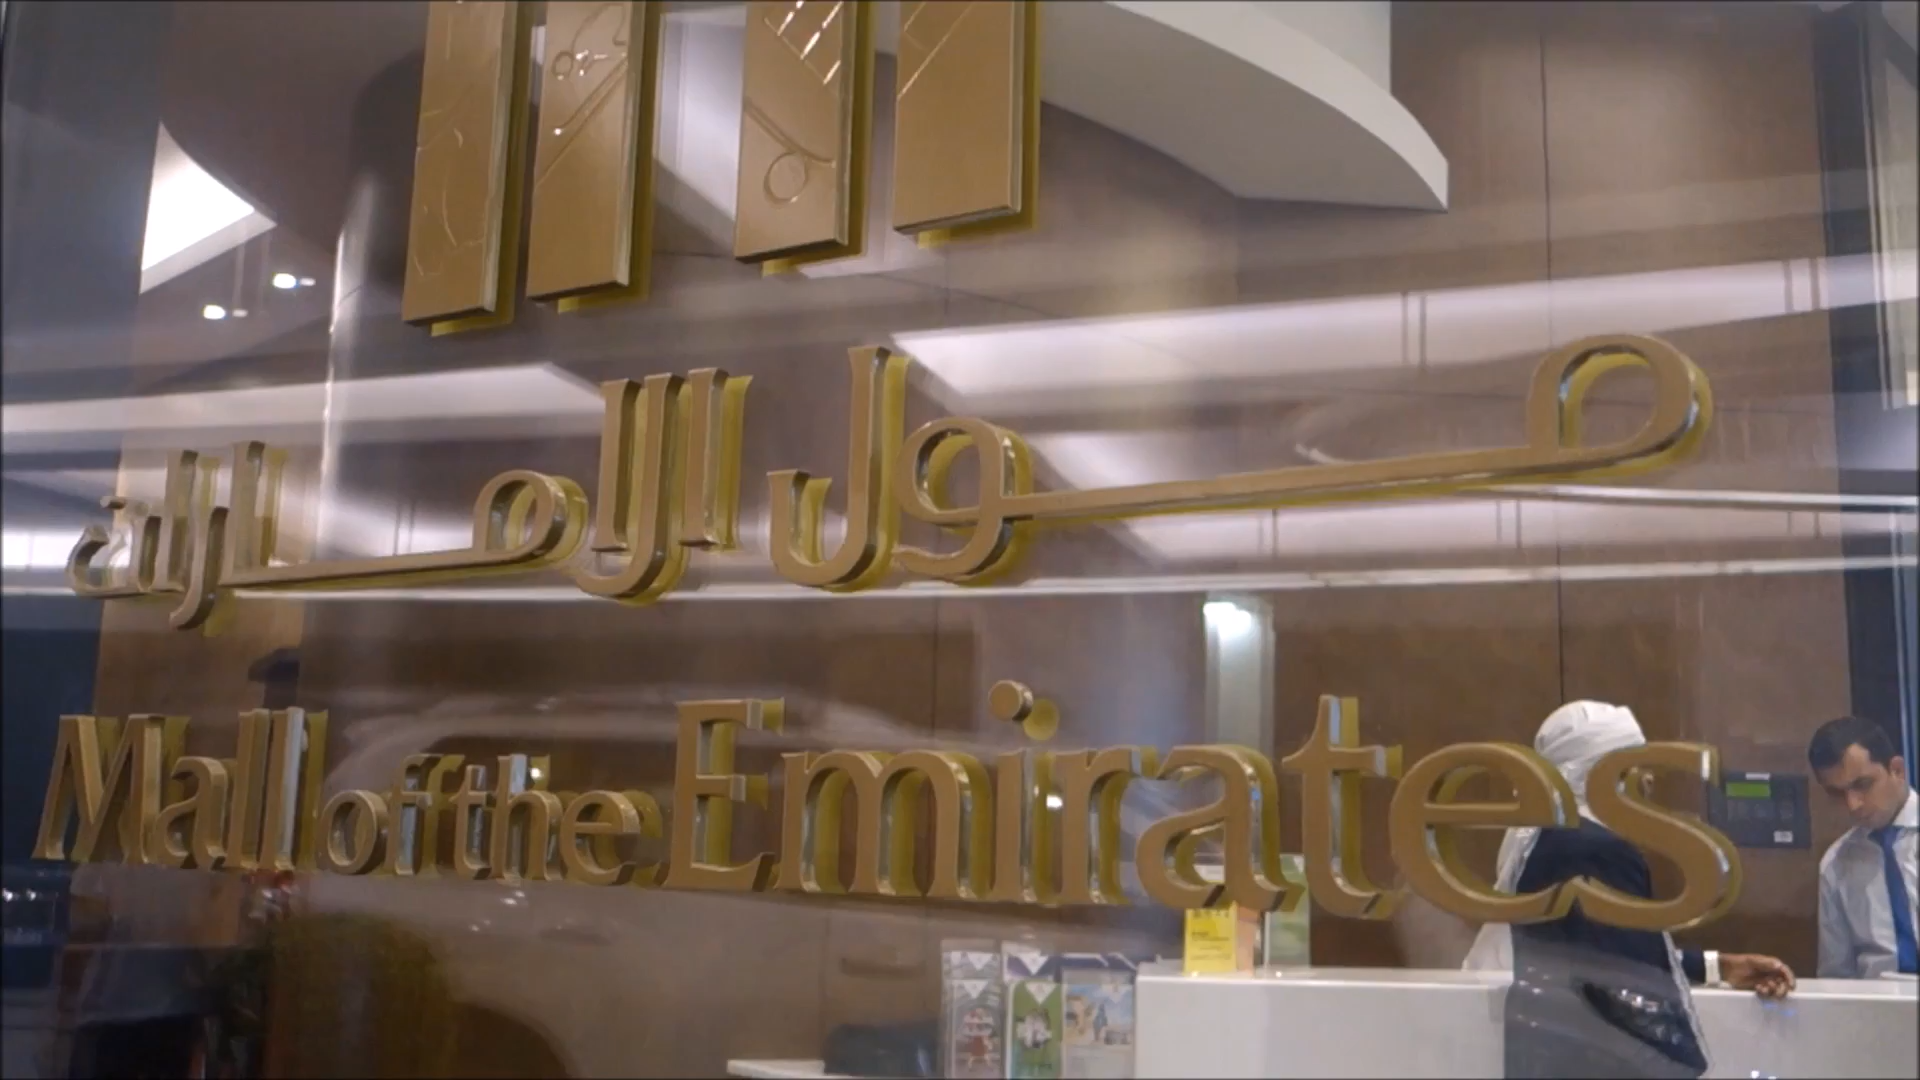 مول الإمارات
Mall of the Emirates